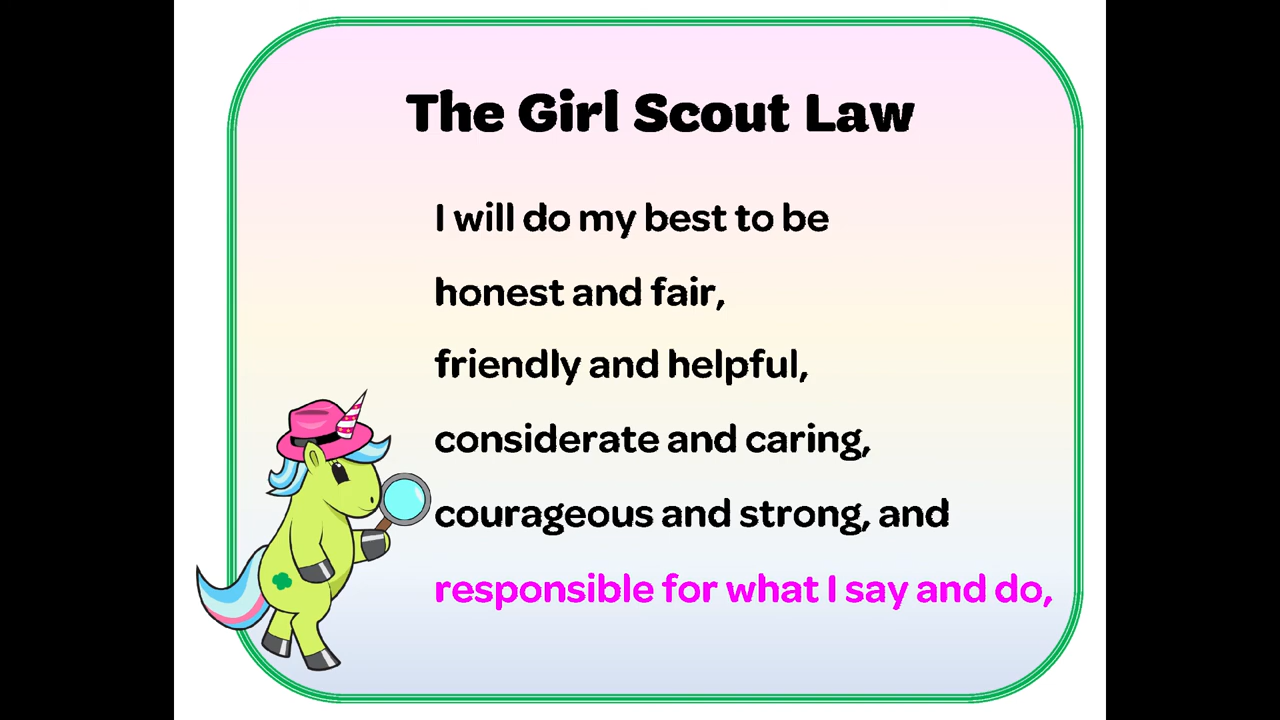 The Girl Scout Law
I will do my best to be
honest and fair,
friendly and helpful,
considerate and caring,
courageous and strong, and
responsible for what I say and do,